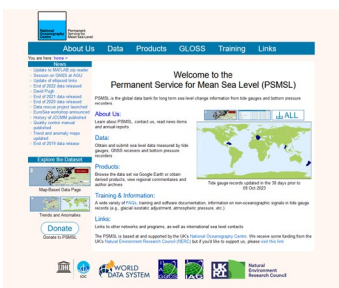 National Oceanography Centre
Permanent Service for Mean Sea Level
About Us Data Products GLOSS Training Links
You are here: home >
News
Update to MATLAB zip reader
Session on GNSS at AGU
Update of ellipsoid links
End of 2022 data released
David Pugh
End of 2021 data released
End of 2020 data released
Data rescue project launched
EuroSea workshop announced
History of JCOMM published
Quality control manual
published
Trend and anomaly maps
updated
End of 2019 data release
Explore the Dataset
Map-Based Data Page
Trends and Anomalies
Donate
Donate to PSMSL
Welcome to the
Permanent Service for Mean Sea Level (PSMSL)
PSMSL is the global data bank for long term sea level change information from tide gauges and bottom pressure
recorders.
About Us:
Learn about PSMSL, contact us, read news items
and annual reports.
Data:
Obtain and submit sea level data measured by tide
gauges, GNSS receivers and bottom pressure
recorders
Products:
Browse the data set via Google Earth or obtain
derived products, view regional commentaries and
author archives
ALL
Tide gauge records updated in the 30 days prior to
09 Oct 2023
Training & Information:
A wide variety of FAQs, training and software documentation, information on non-oceanographic signals in tide gauge
records (e.g., glacial isostatic adjustment, atmospheric pressure, etc.)
Links:
Links to other networks and programs, as well as international sea level contacts
The PSMSL is based at and supported by the UK's National Oceanography Centre. We receive some funding from the
UK's Natural Environment Research Council (NERC) but if you'd like to support us, please visit this link
WORLD
DATA SYSTEM
IAG
UK
RI
Natural
Environment
Research Council